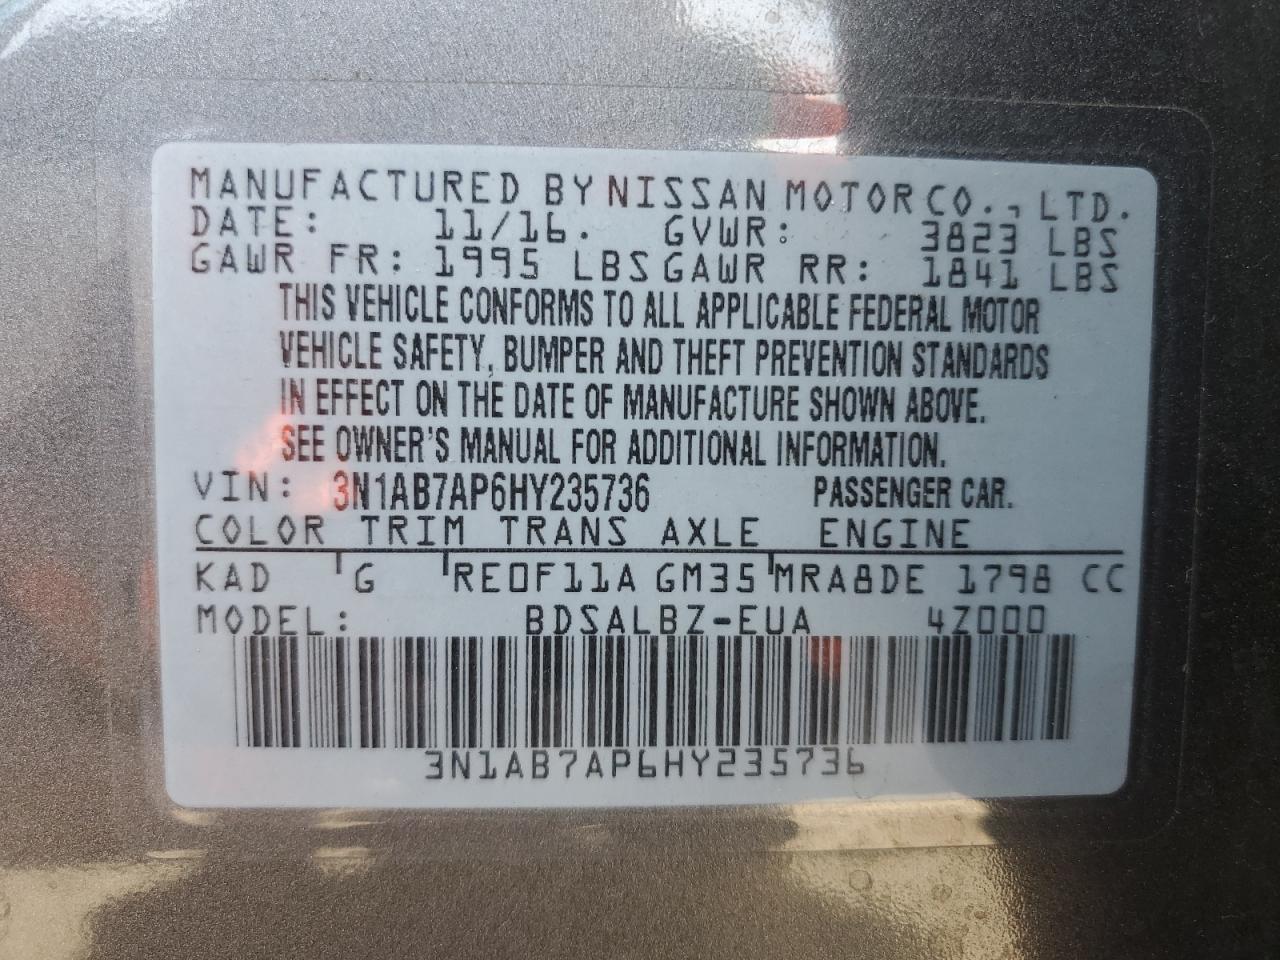 MANUFACTURED BY NISSAN MOTOR CO., LTD.
DATE: 11/16. GVWR: 3823 LBS
GAWR FR: 1995 LBS GAWR RR: 1841 LBS
THIS VEHICLE CONFORMS TO ALL APPLICABLE FEDERAL MOTOR
VEHICLE SAFETY, BUMPER AND THEFT PREVENTION STANDARDS
IN EFFECT ON THE DATE OF MANUFACTURE SHOWN ABOVE.
SEE OWNER'S MANUAL FOR ADDITIONAL INFORMATION.
VIN: 3N1AB7AP6HY235736 PASSENGER CAR.
COLOR TRIM TRANS AXLE ENGINE
KAD G RE0F11A GM35 MRA8DE 1798 CC
MODEL: BDSALBZ-EUA 4Z000
3N1AB7AP6HY235736